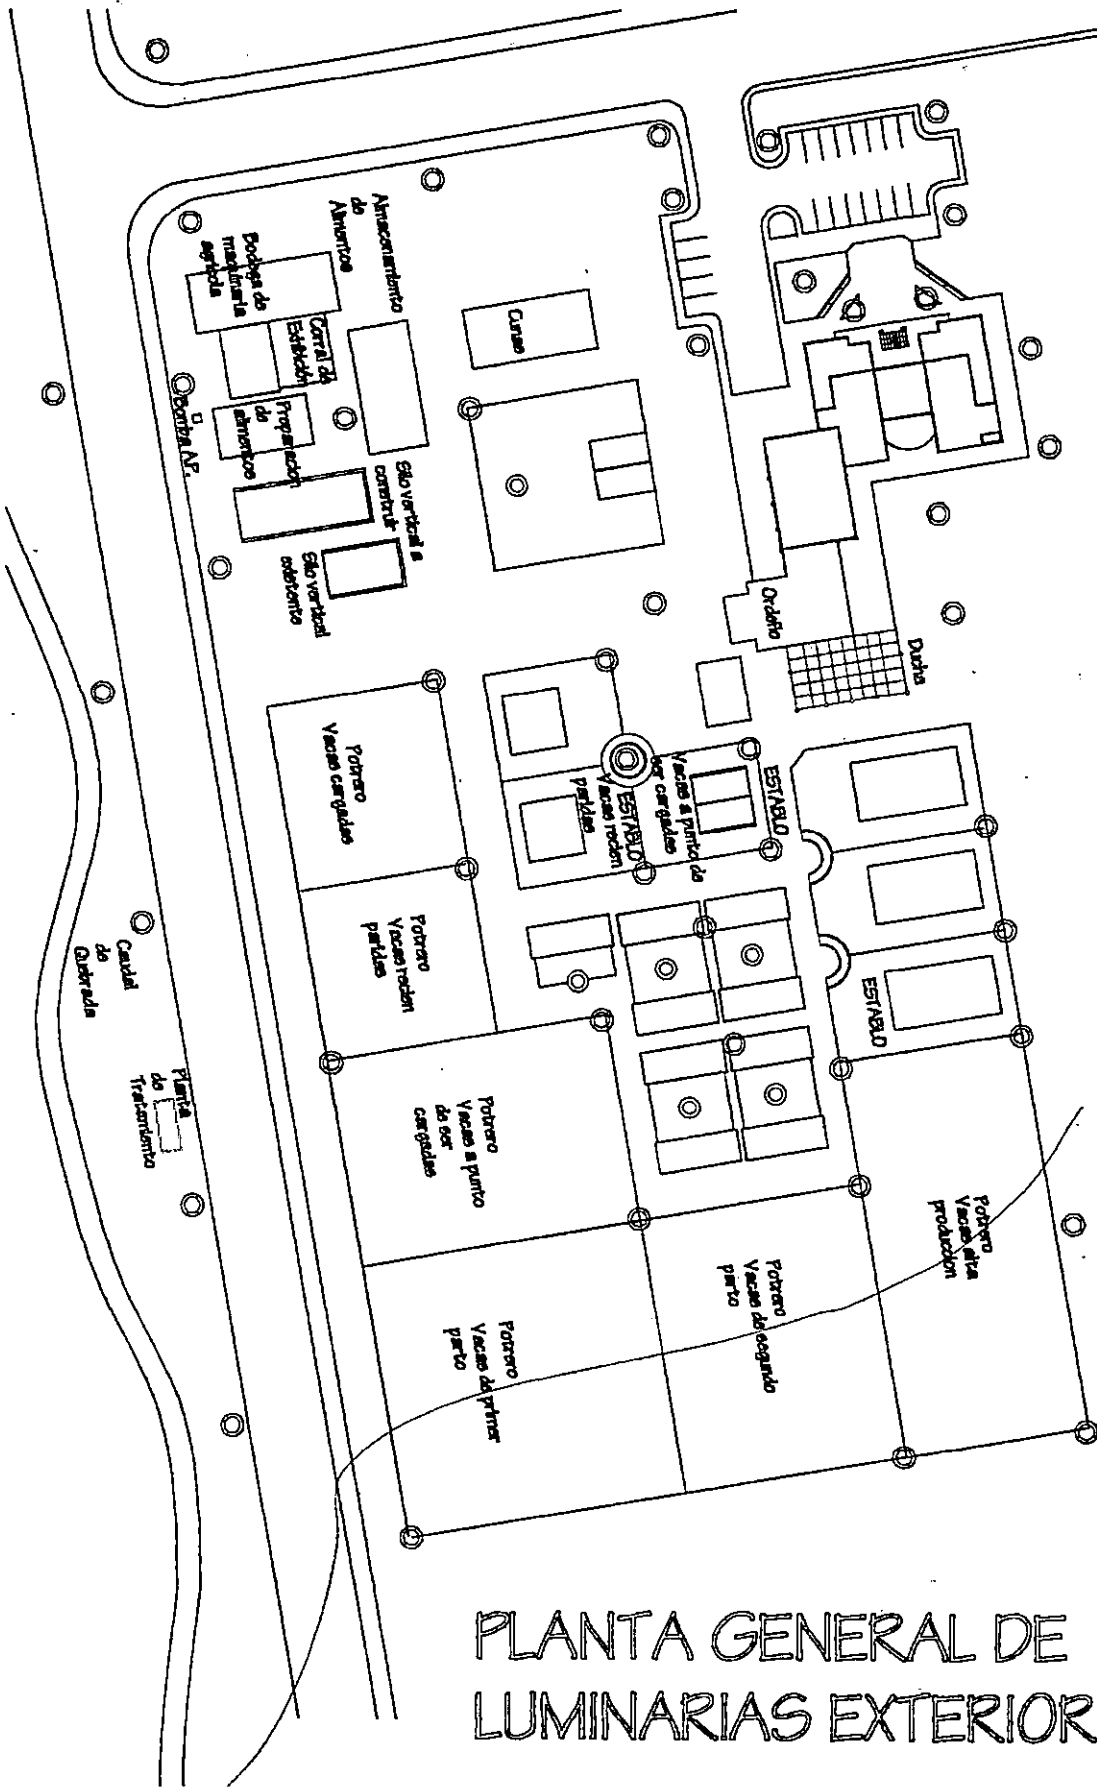 Almacenamiento
de
Alimentos
Bodega de
maquinaria
agrícola
Corral de
Exhibición
Cunas
Preparación
de
alimentos
Bomba A.P.
Silo vertical a
construir
Silo vertical
existente
Ordeño
Ducha
Potrero
Vacas cargadas
ESTABLO
Vacas a punto de
ser cargadas
ESTABLO
Vacas recien
paridas
ESTABLO
Potrero
Vacas recien
paridas
Caudal
de
Quebrada
Planta
de
Tratamiento
Potrero
Vacas a punto
de ser
cargadas
Potrero
Vacas alta
produccion
Potrero
Vacas de segundo
parto
Potrero
Vacas de primer
parto
PLANTA GENERAL DE
LUMINARIAS EXTERIOR